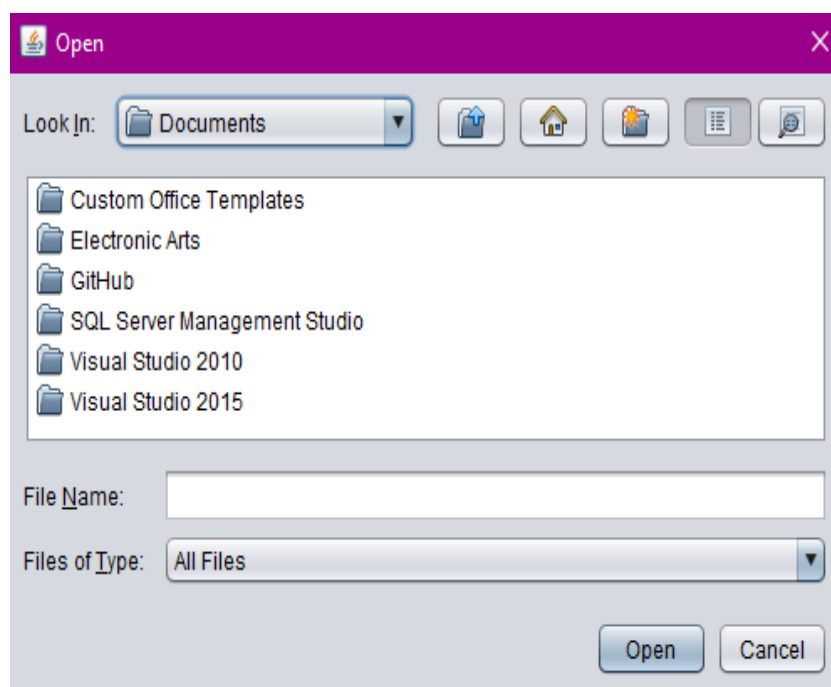 Open
Look In: Documents
Custom Office Templates
Electronic Arts
GitHub
SQL Server Management Studio
Visual Studio 2010
Visual Studio 2015
File Name:
Files of Type: All Files
Open Cancel